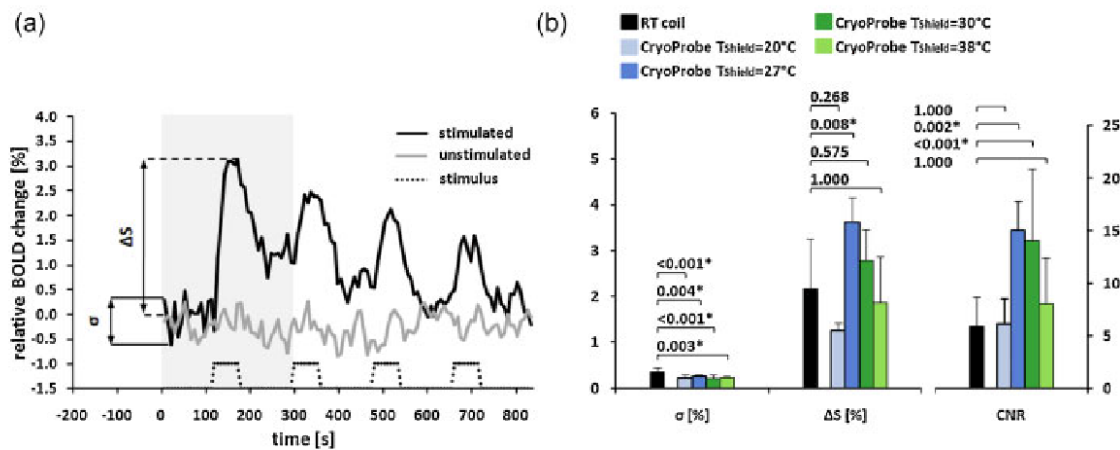 (a)
4.0
3.5
3.0
2.5
2.0
1.5
1.0
0.5
0.0
-0.5
-1.0
-1.5
relative BOLD change [%]
ΔS
σ
stimulated
unstimulated
stimulus
-200 -100 0 100 200 300 400 500 600 700 800
time [s]
(b)
RT coil
CryoProbe Tshield=20°C
CryoProbe Tshield=27°C
CryoProbe Tshield=30°C
CryoProbe Tshield=38°C
6
5
4
3
2
1
0
<0.001*
0.004*
<0.001*
0.003*
0.268
0.008*
0.575
1.000
1.000
0.002*
<0.001*
1.000
25
20
15
10
5
0
σ [%] ΔS [%] CNR